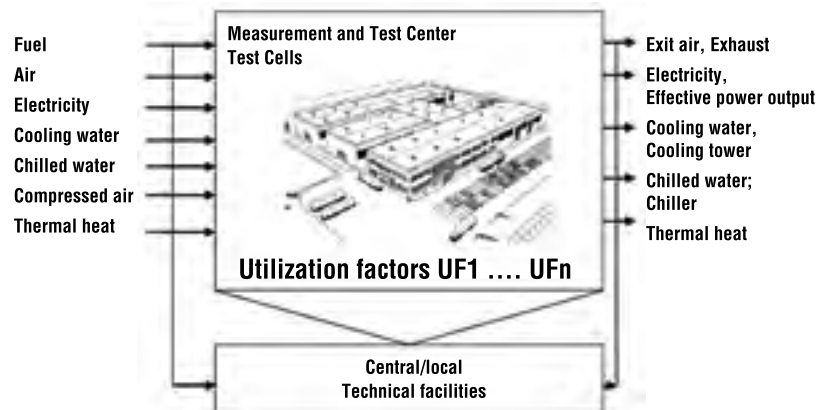 Fuel
Air
Electricity
Cooling water
Chilled water
Compressed air
Thermal heat
Measurement and Test Center
Test Cells
Utilization factors UF1 .... UFn
Exit air, Exhaust
Electricity,
Effective power output
Cooling water,
Cooling tower
Chilled water;
Chiller
Thermal heat
Central/local
Technical facilities